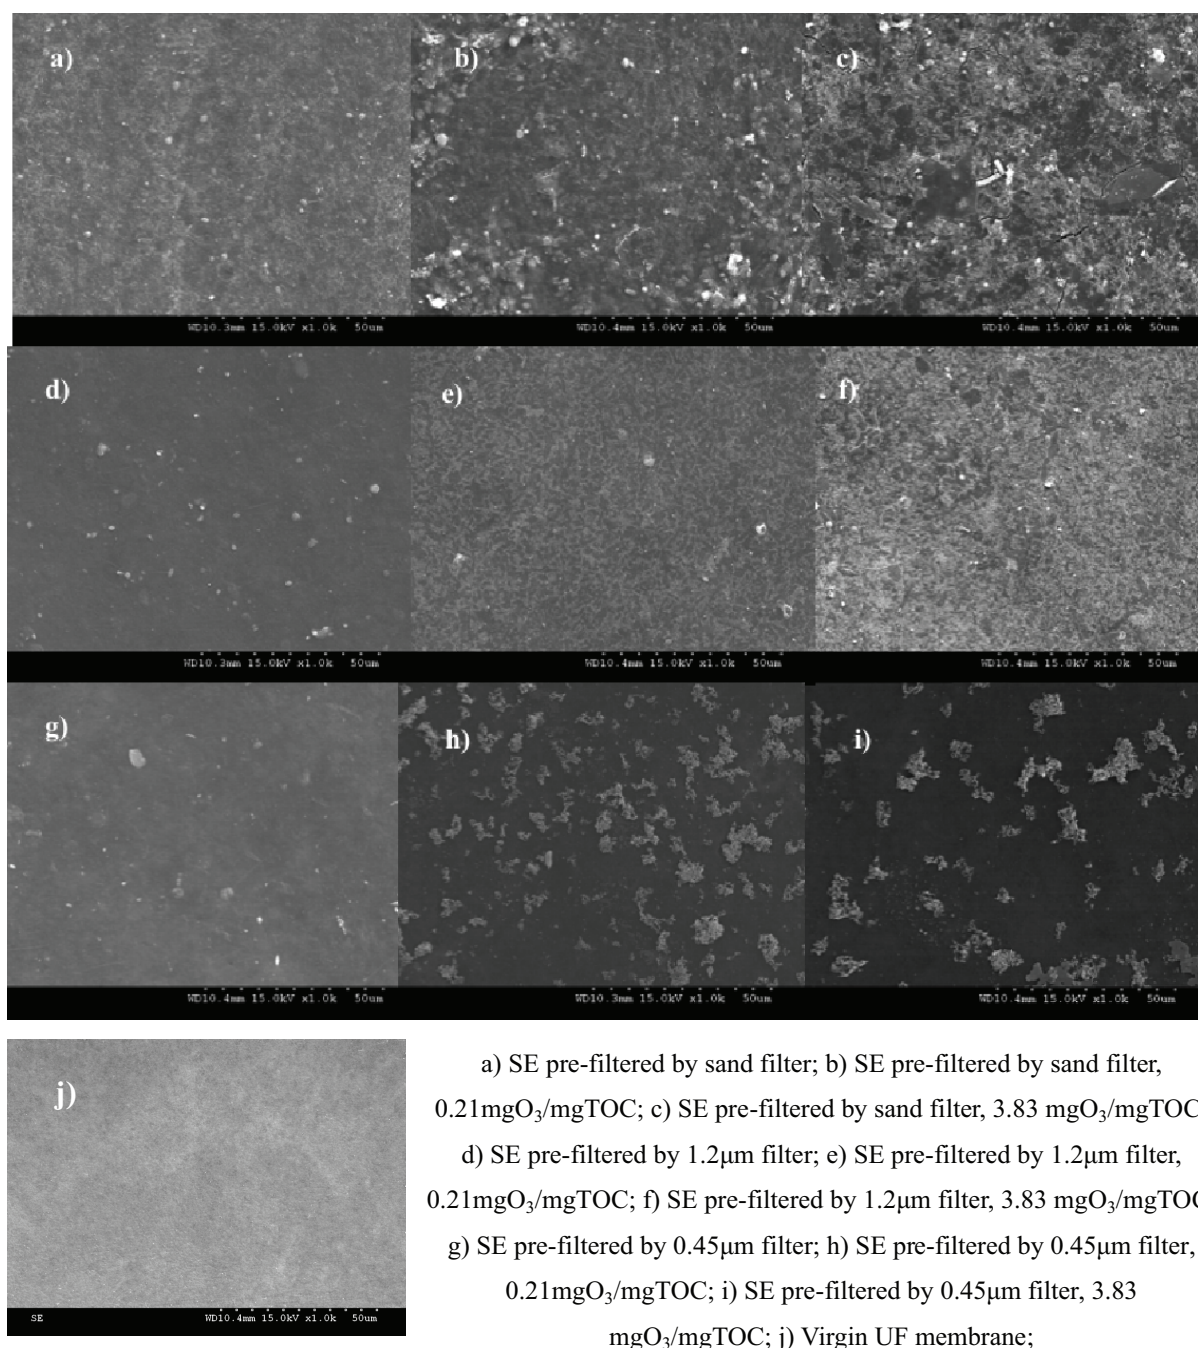 a)
b)
c)
WD10.3mm 15.0kV x1.0k 50um
WD10.4mm 15.0kV x1.0k 50um
WD10.4mm 15.0kV x1.0k 50um
d)
e)
f)
WD10.3mm 15.0kV x1.0k 50um
WD10.4mm 15.0kV x1.0k 50um
WD10.4mm 15.0kV x1.0k 50um
g)
h)
i)
WD10.4mm 15.0kV x1.0k 50um
WD10.3mm 15.0kV x1.0k 50um
WD10.4mm 15.0kV x1.0k 50um
j)
SE WD10.4mm 15.0kV x1.0k 50um
a) SE pre-filtered by sand filter; b) SE pre-filtered by sand filter,
0.21mgO₃/mgTOC; c) SE pre-filtered by sand filter, 3.83 mgO₃/mgTOC
d) SE pre-filtered by 1.2μm filter; e) SE pre-filtered by 1.2μm filter,
0.21mgO₃/mgTOC; f) SE pre-filtered by 1.2μm filter, 3.83 mgO₃/mgTOC
g) SE pre-filtered by 0.45μm filter; h) SE pre-filtered by 0.45μm filter,
0.21mgO₃/mgTOC; i) SE pre-filtered by 0.45μm filter, 3.83
mgO₃/mgTOC; j) Virgin UF membrane;